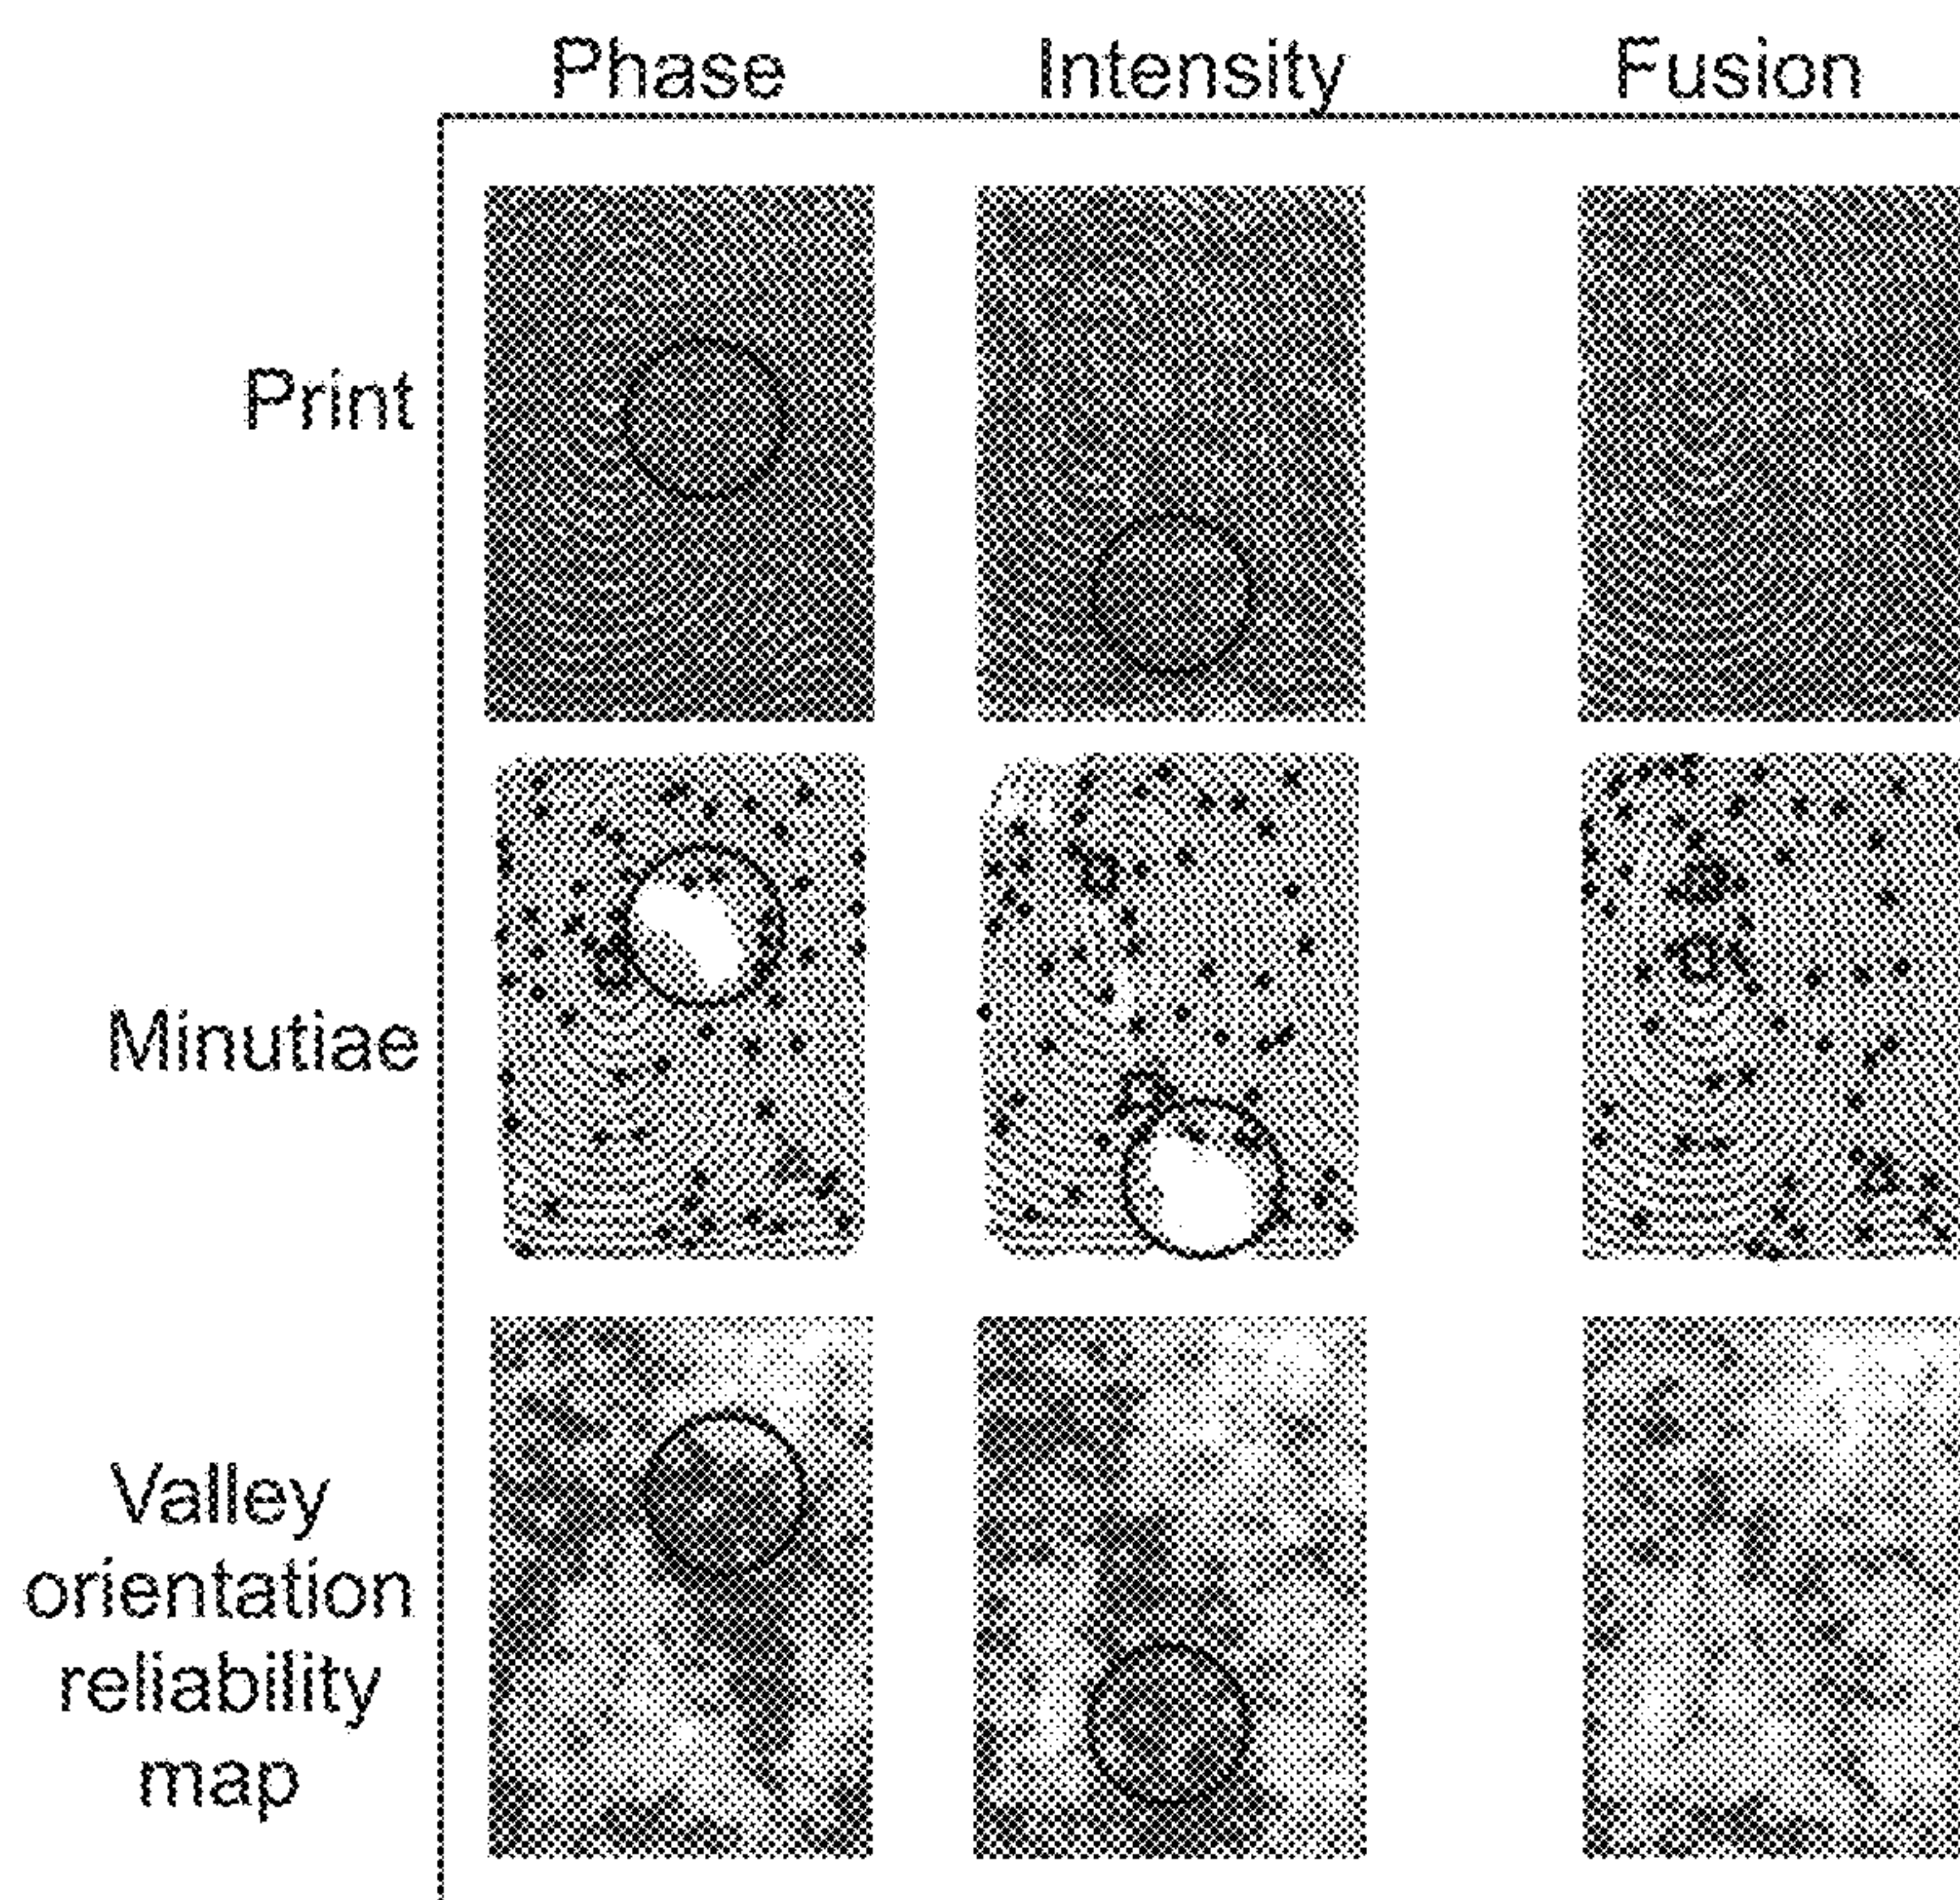 Phase Intensity Fusion
Print
Minutiae
Valley
orientation
reliability
map